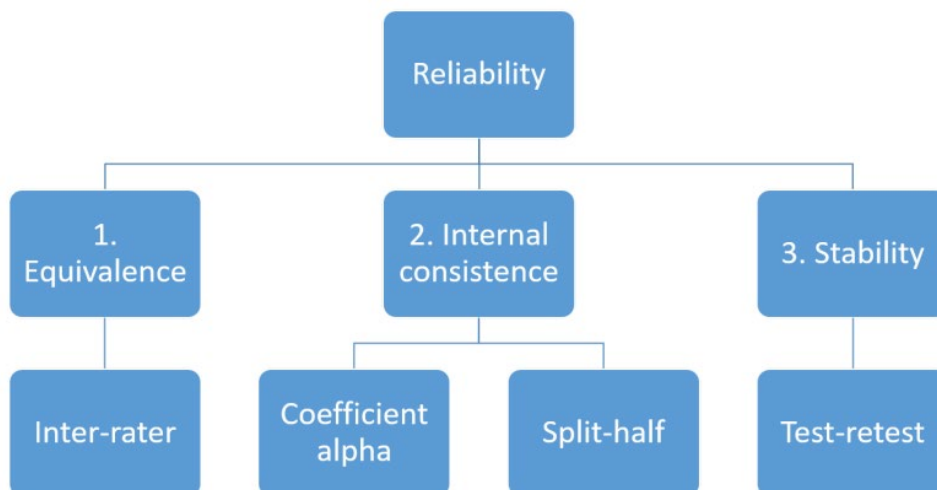 Reliability
1.
Equivalence
2. Internal
consistence
3. Stability
Inter-rater
Coefficient
alpha
Split-half
Test-retest